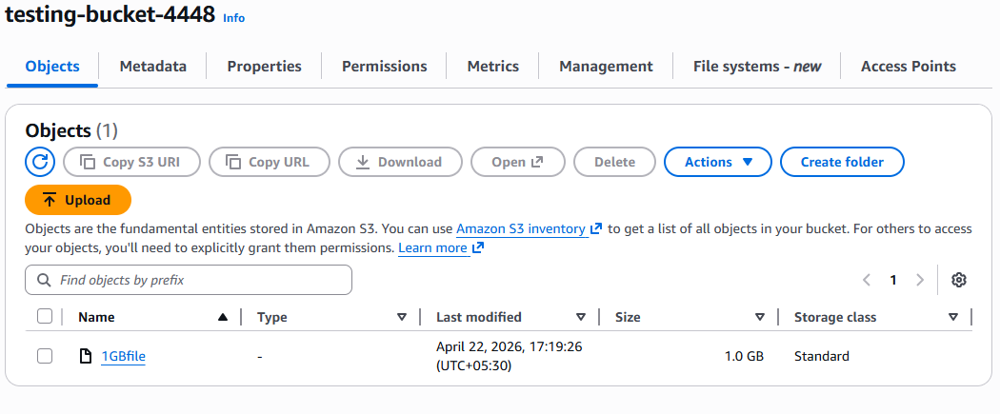 testing-bucket-4448 Info
Objects Metadata Properties Permissions Metrics Management File systems - new Access Points
Objects (1)
Copy S3 URI Copy URL Download Open Delete Actions Create folder
Upload
Objects are the fundamental entities stored in Amazon S3. You can use Amazon S3 inventory to get a list of all objects in your bucket. For others to access
your objects, you'll need to explicitly grant them permissions. Learn more
Find objects by prefix 1
Name Type Last modified Size Storage class
1GBfile - April 22, 2026, 17:19:26 1.0 GB Standard
(UTC+05:30)